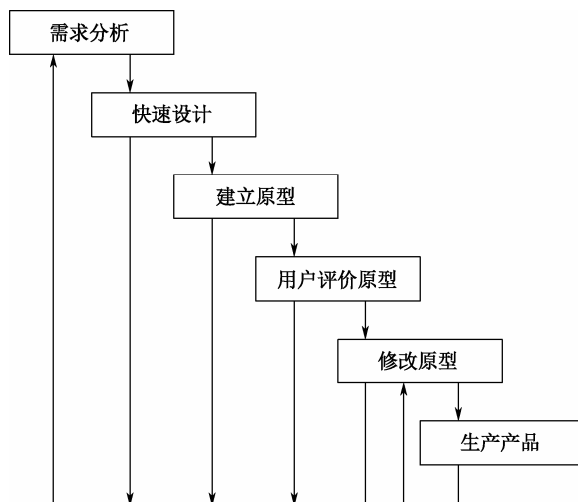 需求分析
快速设计
建立原型
用户评价原型
修改原型
生产产品